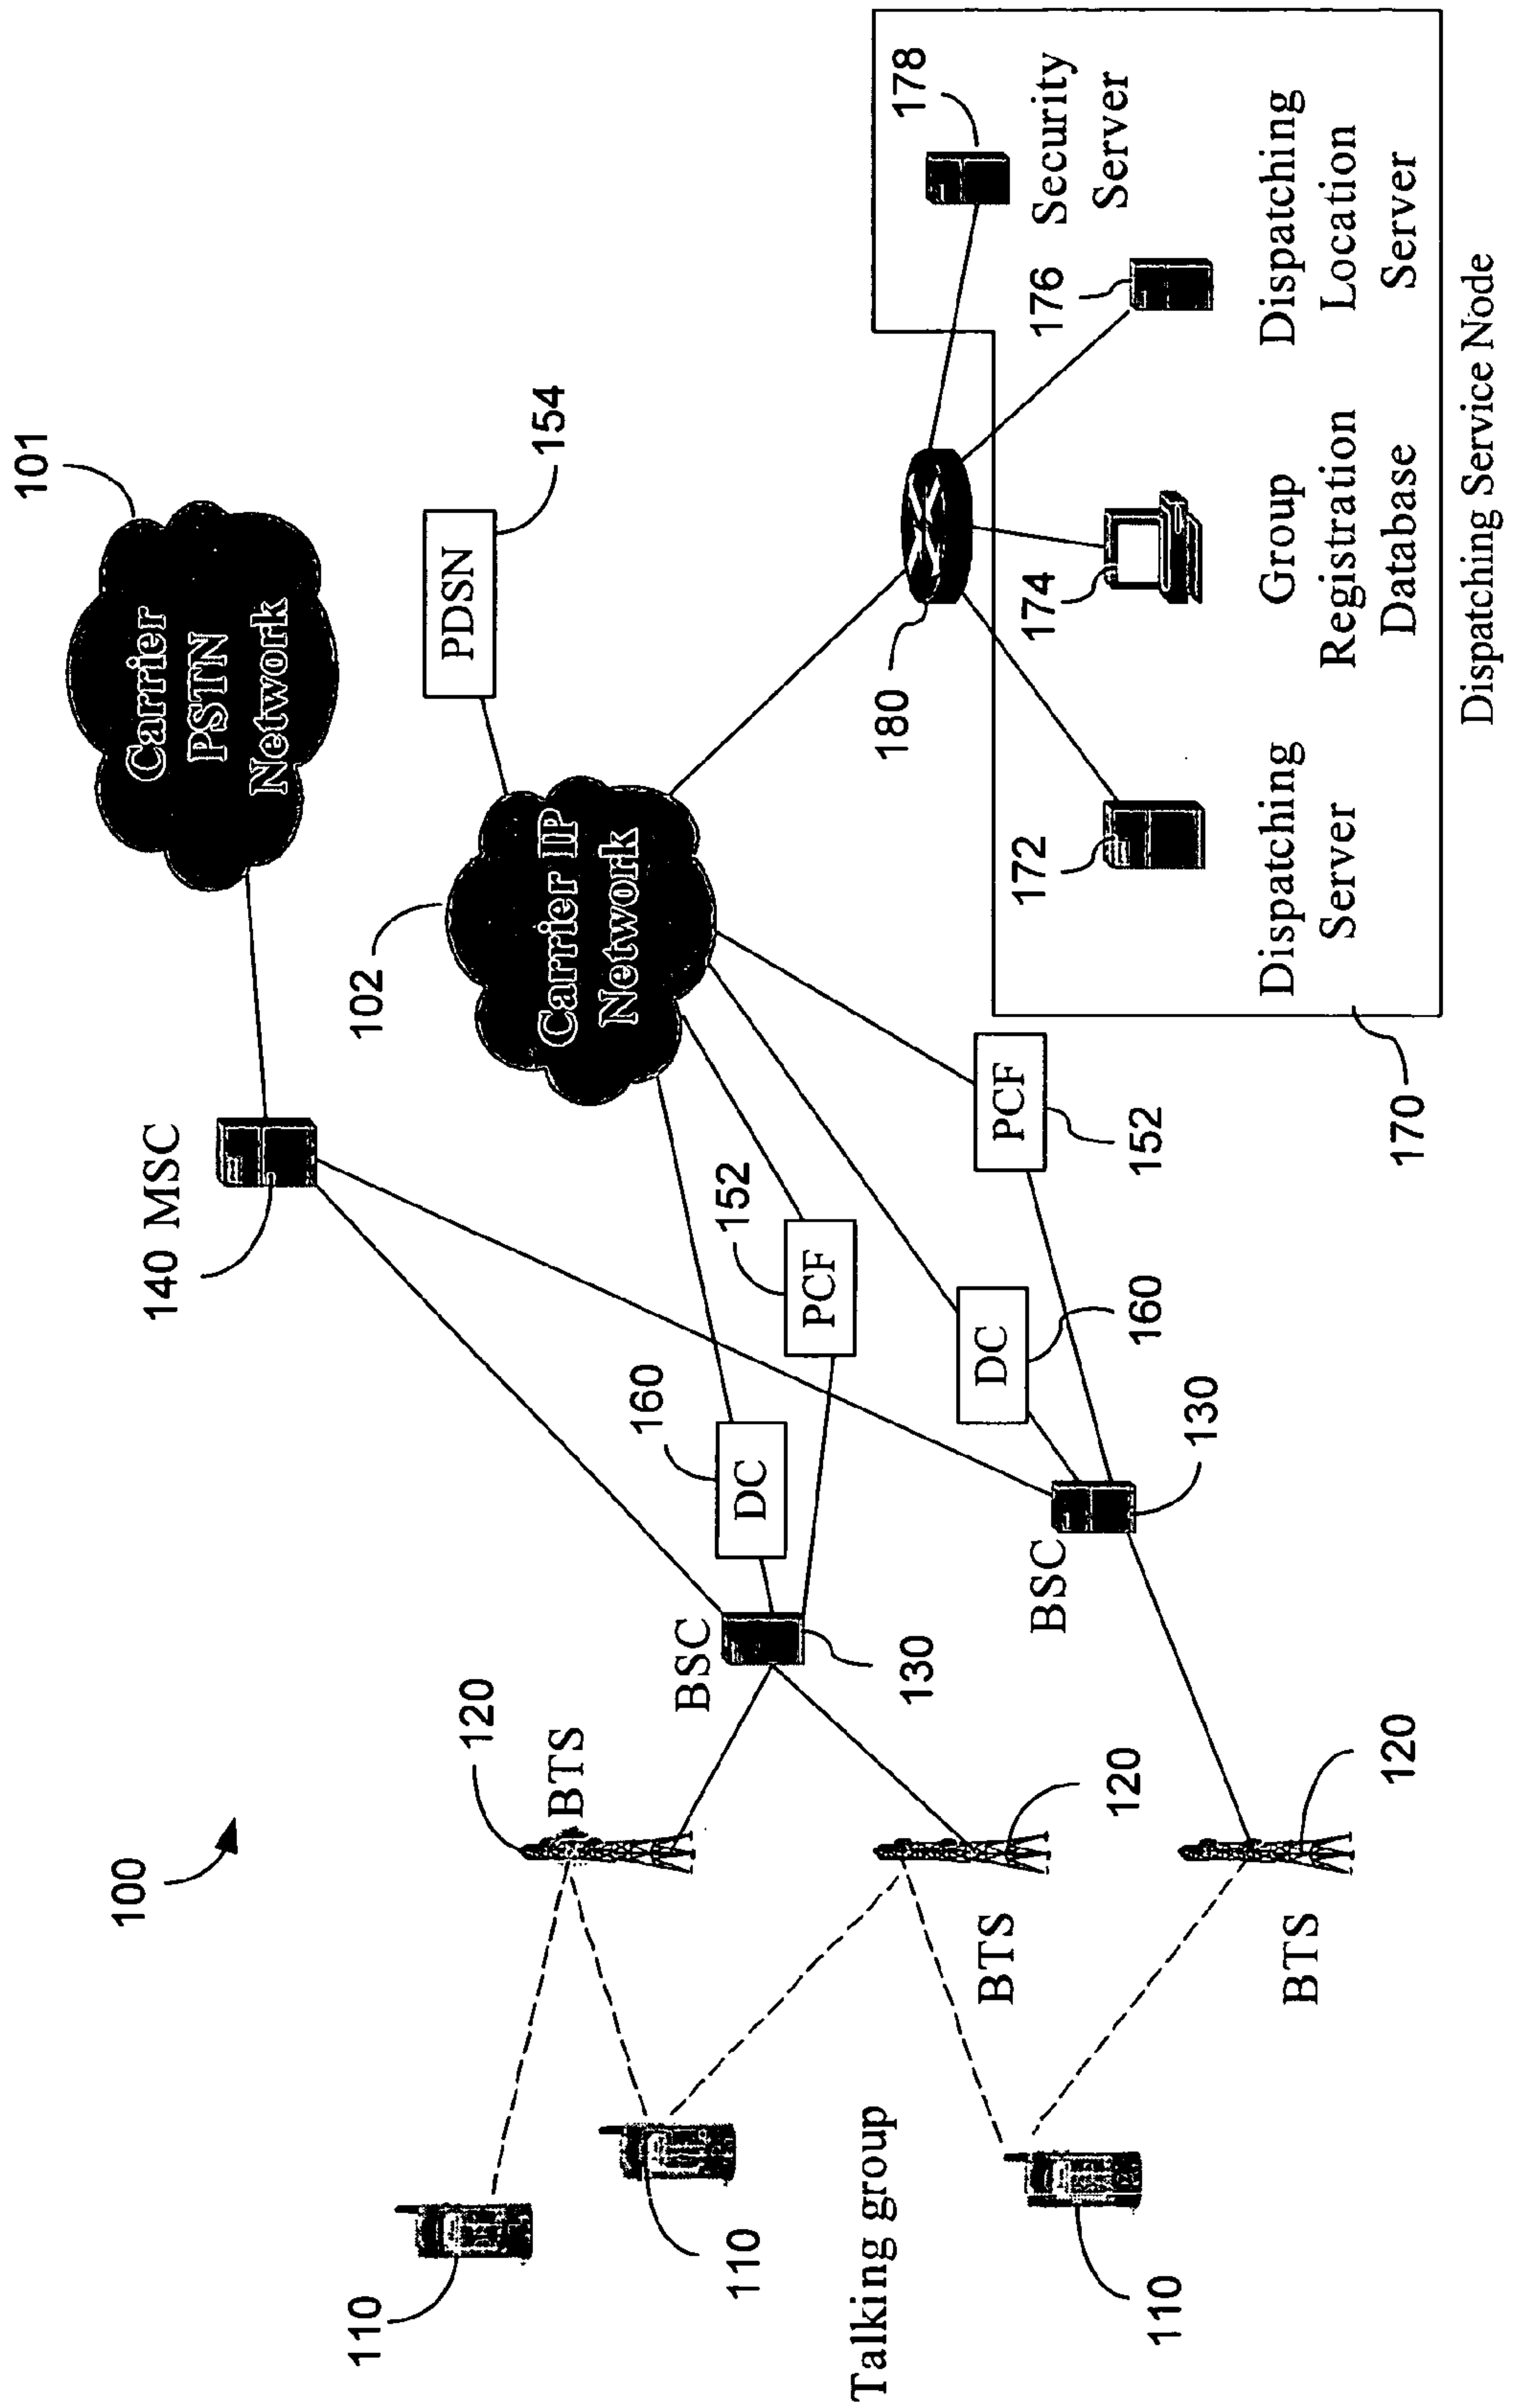 101
100
Carrier
PSTN
Network
140 MSC
102
110
120
PDSN
154
BTS
Carrier IP
Network
160
BSC
152
110
DC
PCF
Talking group
130
180
178
Security
Server
BTS
DC
PCF
BSC
172
174
176
120
160
152
110
130
Dispatching
Server
Group
Registration
Database
Dispatching
Location
Server
BTS
120
170
Dispatching Service Node